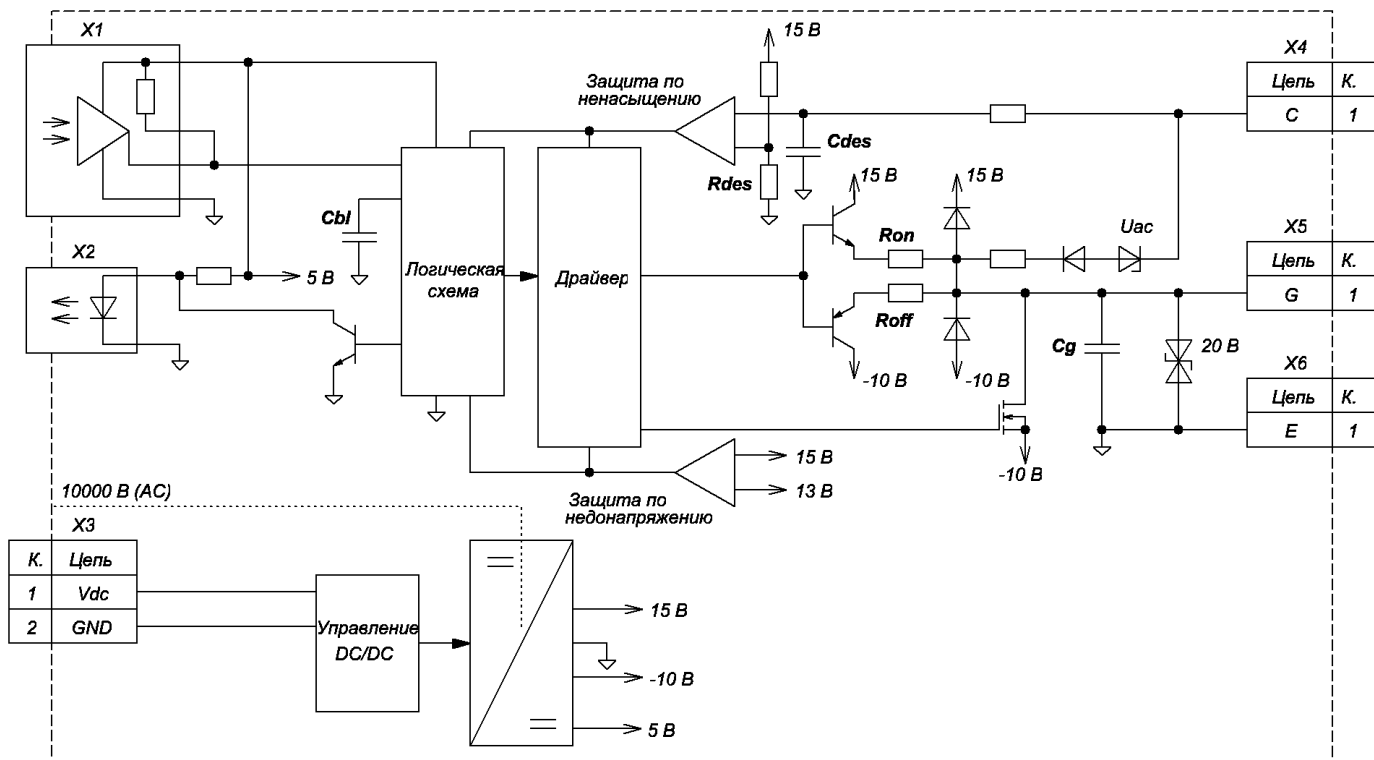 X1
15 В
X4
Цепь К.
C 1
Защита по
ненасыщению
Cdes
Rdes
15 В
15 В
Cbl
Ron
Uac
X5
Цепь К.
G 1
X2
5 В
Логическая
схема
Драйвер
Roff
Cg
20 В
-10 В
-10 В
X6
Цепь К.
E 1
15 В
13 В
-10 В
Защита по
недонапряжению
10000 В (AC)
X3
К. Цепь
1 Vdc
2 GND
Управление
DC/DC
15 В
-10 В
5 В